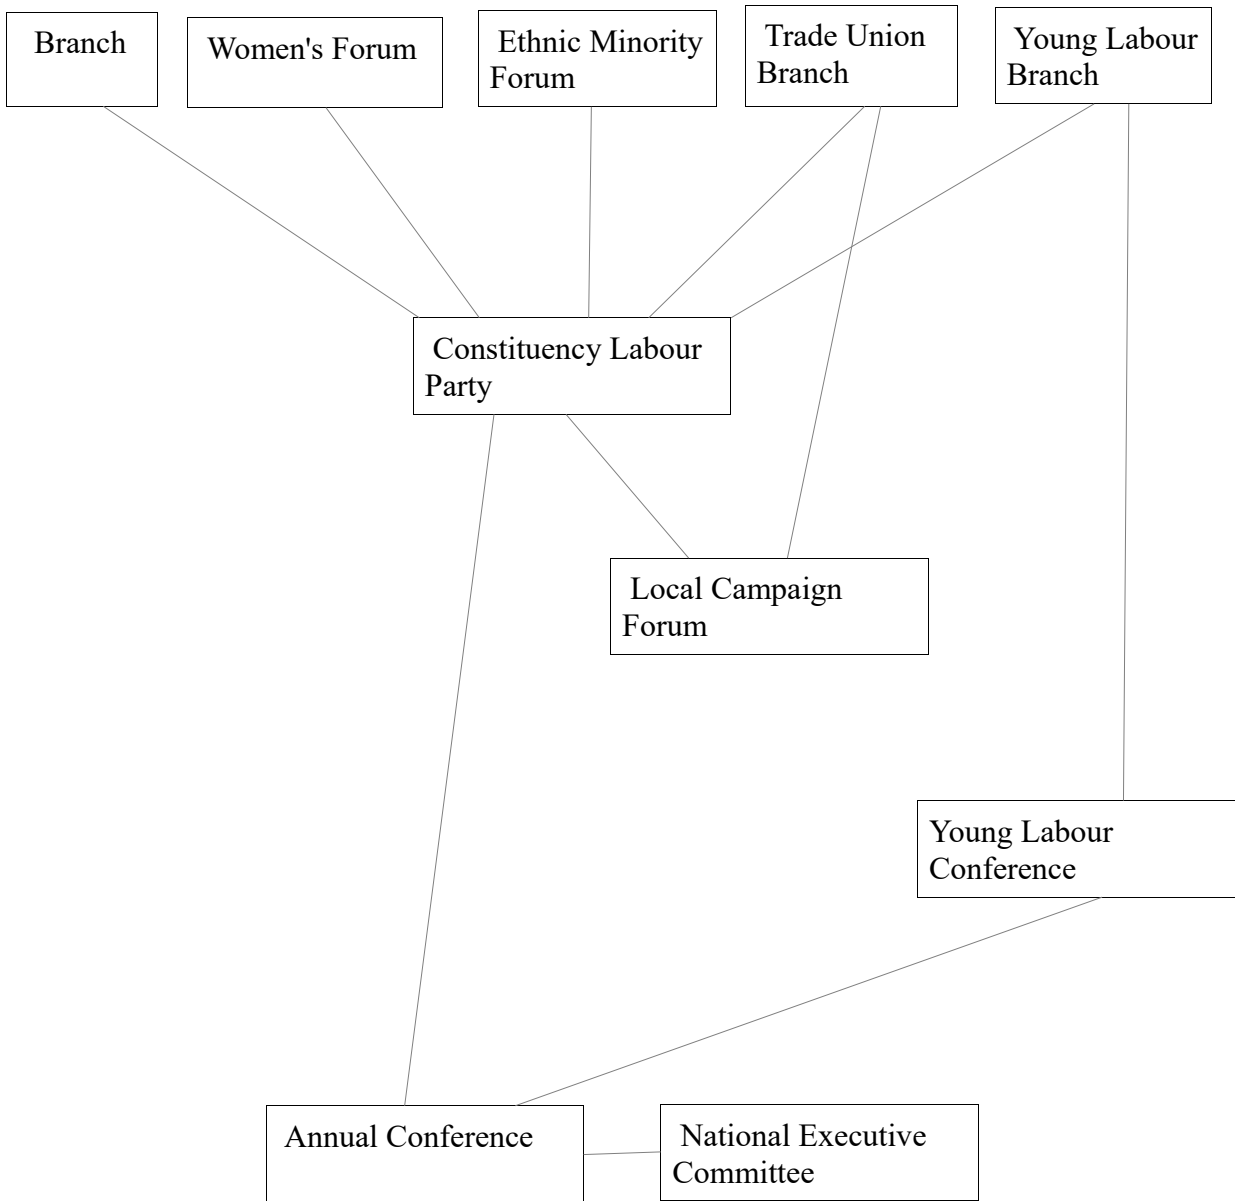 Branch
Women's Forum
Ethnic Minority
Forum
Trade Union
Branch
Young Labour
Branch
Constituency Labour
Party
Local Campaign
Forum
Young Labour
Conference
Annual Conference
National Executive
Committee